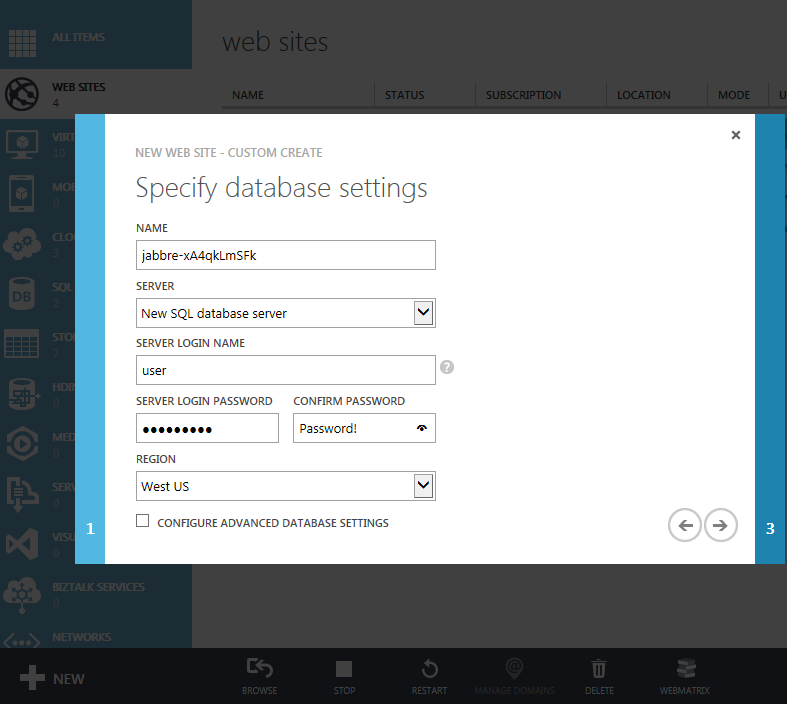 ALL ITEMS
web sites
WEB SITES
4
NAME STATUS SUBSCRIPTION LOCATION MODE U
VIRT
10
MOB
0
CLO
3
SQL
2
STO
7
HDIN
0
MED
0
SERV
0
VISU
0
BIZTALK SERVICES
0
NETWORKS
DB
1
NEW WEB SITE - CUSTOM CREATE
Specify database settings
NAME
jabbre-xA4qkLmSFk
SERVER
New SQL database server
SERVER LOGIN NAME
user
?
SERVER LOGIN PASSWORD CONFIRM PASSWORD
●●●●●●●●● Password!
REGION
West US
CONFIGURE ADVANCED DATABASE SETTINGS
3
NEW
BROWSE STOP RESTART MANAGE DOMAINS DELETE WEBMATRIX